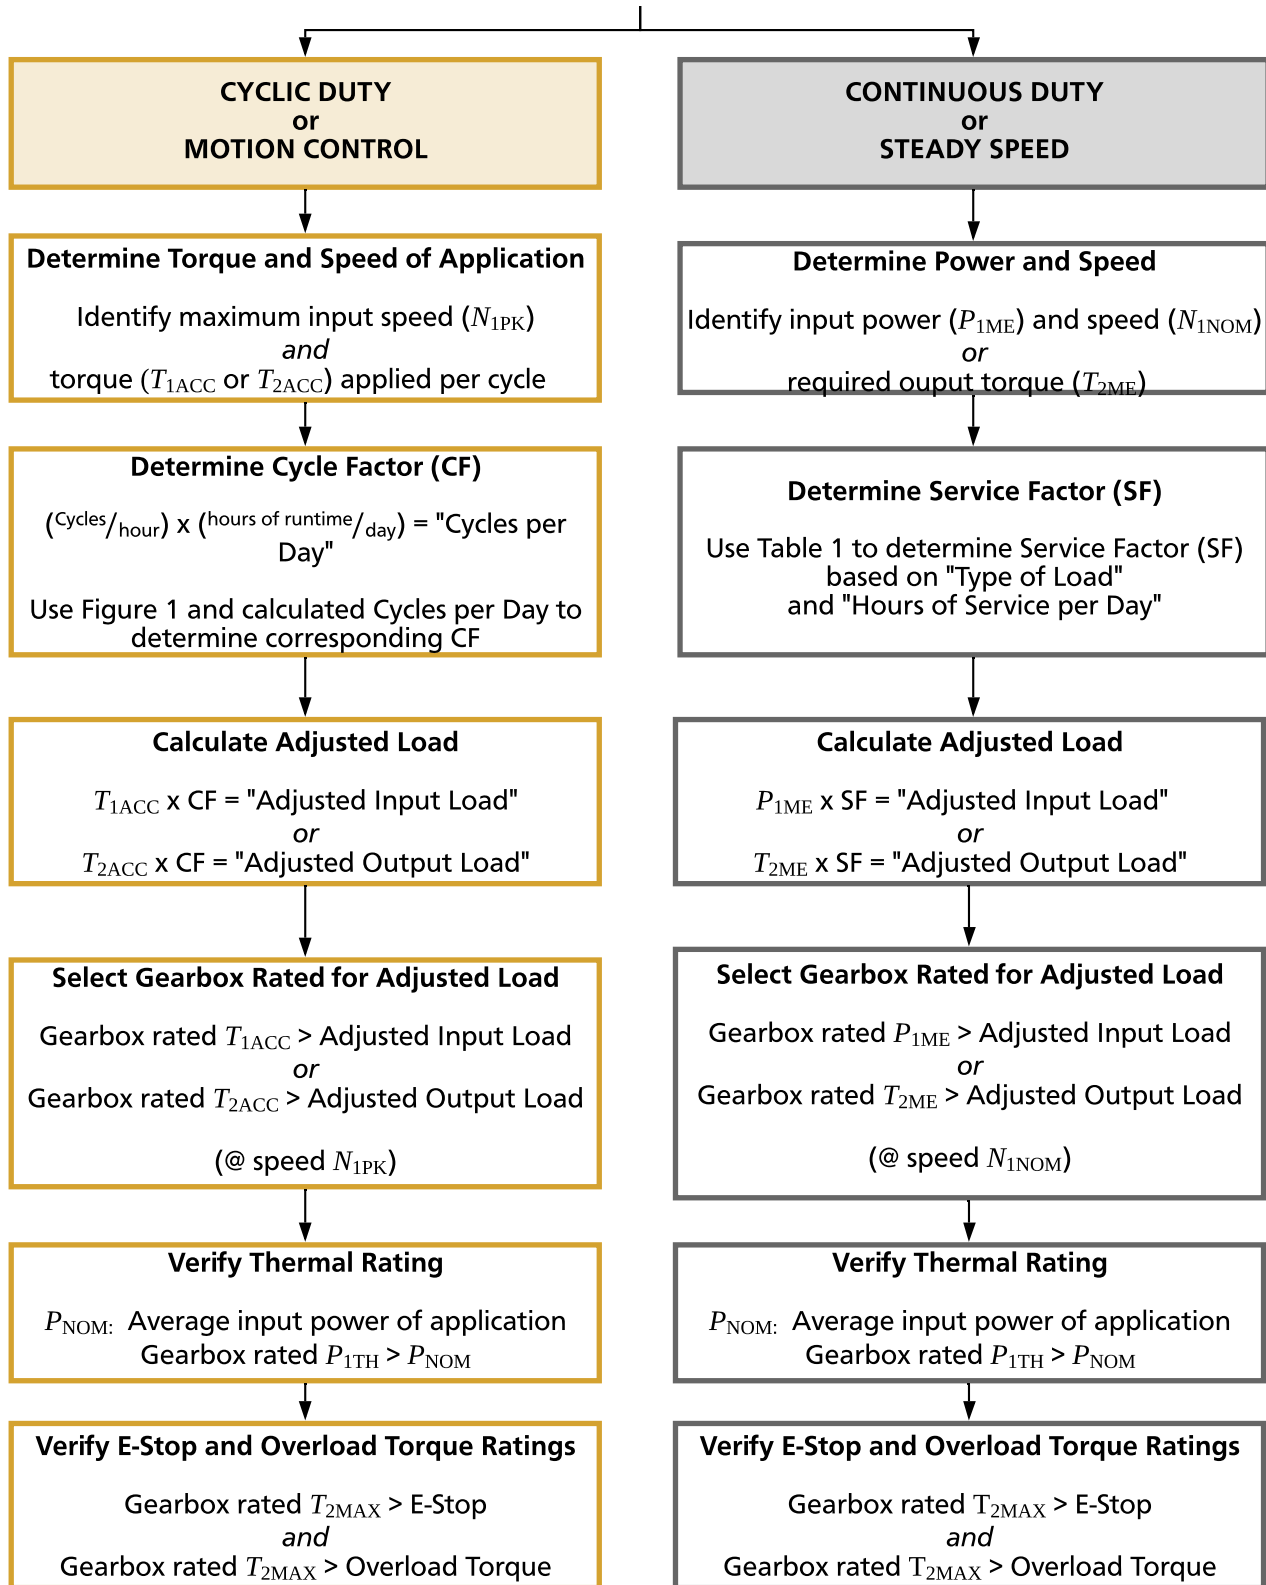 CYCLIC DUTY
or
MOTION CONTROL
Determine Torque and Speed of Application
Identify maximum input speed (N1PK)
and
torque (T1ACC or T2ACC) applied per cycle
Determine Cycle Factor (CF)
(Cycles/hour) x (hours of runtime/day) = "Cycles per
Day"
Use Figure 1 and calculated Cycles per Day to
determine corresponding CF
Calculate Adjusted Load
T1ACC x CF = "Adjusted Input Load"
or
T2ACC x CF = "Adjusted Output Load"
Select Gearbox Rated for Adjusted Load
Gearbox rated T1ACC > Adjusted Input Load
or
Gearbox rated T2ACC > Adjusted Output Load
(@ speed N1PK)
Verify Thermal Rating
PNOM: Average input power of application
Gearbox rated P1TH > PNOM
Verify E-Stop and Overload Torque Ratings
Gearbox rated T2MAX > E-Stop
and
Gearbox rated T2MAX > Overload Torque
CONTINUOUS DUTY
or
STEADY SPEED
Determine Power and Speed
Identify input power (P1ME) and speed (N1NOM)
or
required ouput torque (T2ME)
Determine Service Factor (SF)
Use Table 1 to determine Service Factor (SF)
based on "Type of Load"
and "Hours of Service per Day"
Calculate Adjusted Load
P1ME x SF = "Adjusted Input Load"
or
T2ME x SF = "Adjusted Output Load"
Select Gearbox Rated for Adjusted Load
Gearbox rated P1ME > Adjusted Input Load
or
Gearbox rated T2ME > Adjusted Output Load
(@ speed N1NOM)
Verify Thermal Rating
PNOM: Average input power of application
Gearbox rated P1TH > PNOM
Verify E-Stop and Overload Torque Ratings
Gearbox rated T2MAX > E-Stop
and
Gearbox rated T2MAX > Overload Torque